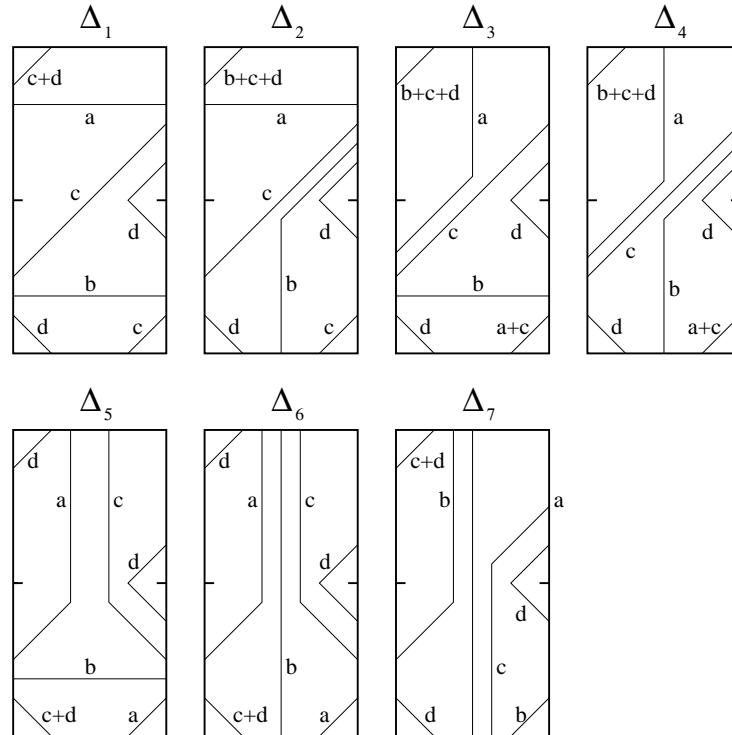 Δ1 Δ2 Δ3 Δ4
c+d b+c+d b+c+d b+c+d
a a a a
c c c c
d d d d
b b b b
d c d c d a+c d a+c
Δ5 Δ6 Δ7
d d c+d
a c a c b a
d d d
b b c
c+d a c+d a d b